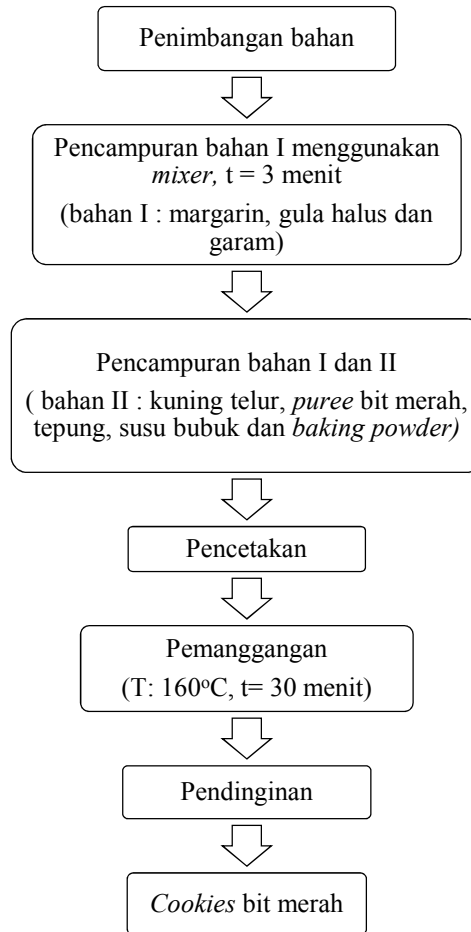 Penimbangan bahan
Pencampuran bahan I menggunakan
mixer, t = 3 menit
(bahan I : margarin, gula halus dan
garam)
Pencampuran bahan I dan II
( bahan II : kuning telur, puree bit merah,
tepung, susu bubuk dan baking powder)
Pencetakan
Pemanggangan
(T: 160°C, t= 30 menit)
Pendinginan
Cookies bit merah